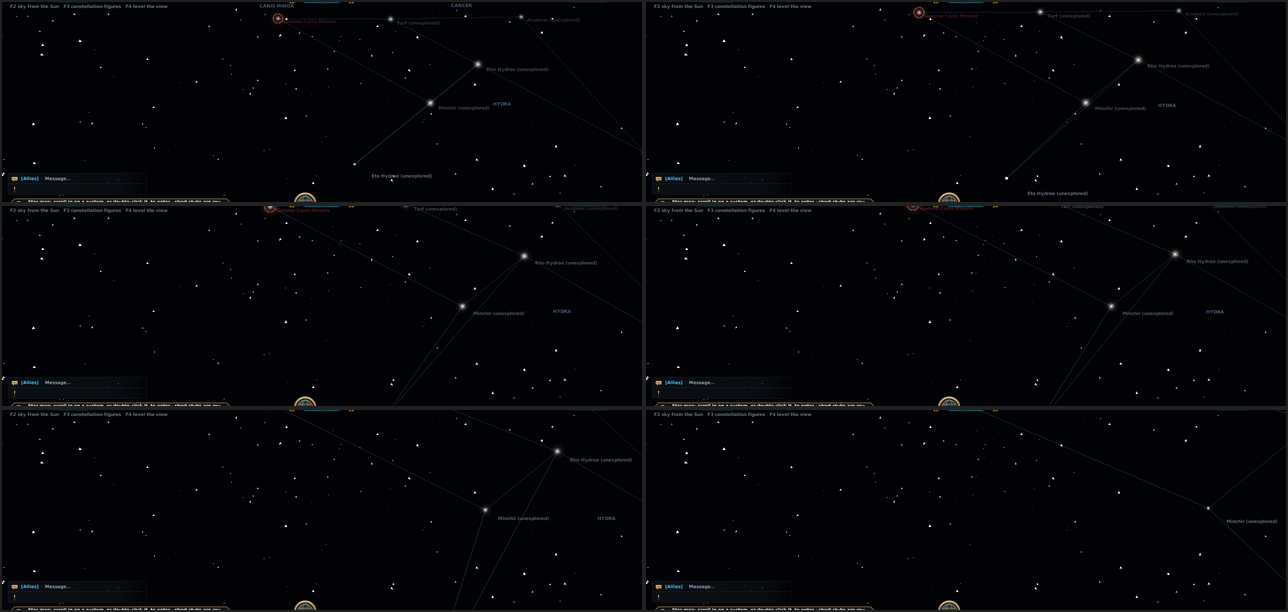 F2 sky from the Sun F3 constellation figures F4 level the view
CANIS MINOR
CANCER
Tarf (unexplored)
Rho Hydrae (unexplored)
Minchir (unexplored)
HYDRA
Eta Hydrae (unexplored)
[Allies] Message...
!
F2 sky from the Sun F3 constellation figures F4 level the view
Tarf (unexplored)
Rho Hydrae (unexplored)
Minchir (unexplored)
HYDRA
Eta Hydrae (unexplored)
[Allies] Message...
!
F2 sky from the Sun F3 constellation figures F4 level the view
Tarf (unexplored)
Rho Hydrae (unexplored)
Minchir (unexplored)
HYDRA
[Allies] Message...
!
F2 sky from the Sun F3 constellation figures F4 level the view
Rho Hydrae (unexplored)
Minchir (unexplored)
HYDRA
[Allies] Message...
!
F2 sky from the Sun F3 constellation figures F4 level the view
Rho Hydrae (unexplored)
Minchir (unexplored)
HYDRA
[Allies] Message...
!
F2 sky from the Sun F3 constellation figures F4 level the view
Minchir (unexplored)
[Allies] Message...
!